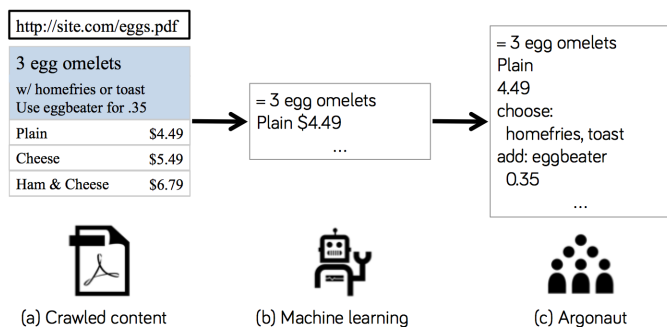 http://site.com/eggs.pdf
3 egg omelets
w/ homefries or toast
Use eggbeater for .35
Plain $4.49
Cheese $5.49
Ham & Cheese $6.79
= 3 egg omelets
Plain $4.49
...
= 3 egg omelets
Plain
4.49
choose:
homefries, toast
add: eggbeater
0.35
...
(a) Crawled content
(b) Machine learning
(c) Argonaut